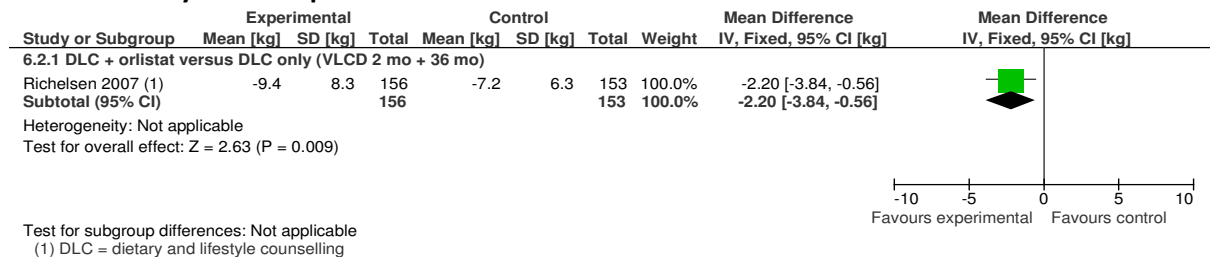 Experimental Control Mean Difference Mean Difference
Study or Subgroup Mean [kg] SD [kg] Total Mean [kg] SD [kg] Total Weight IV, Fixed, 95% CI [kg] IV, Fixed, 95% CI [kg]
6.2.1 DLC + orlistat versus DLC only (VLCD 2 mo + 36 mo)
Richelsen 2007 (1) -9.4 8.3 156 -7.2 6.3 153 100.0% -2.20 [-3.84, -0.56]
Subtotal (95% CI) 156 153 100.0% -2.20 [-3.84, -0.56]
Heterogeneity: Not applicable
Test for overall effect: Z = 2.63 (P = 0.009)
-10 -5 0 5 10
Favours experimental Favours control
Test for subgroup differences: Not applicable
(1) DLC = dietary and lifestyle counselling